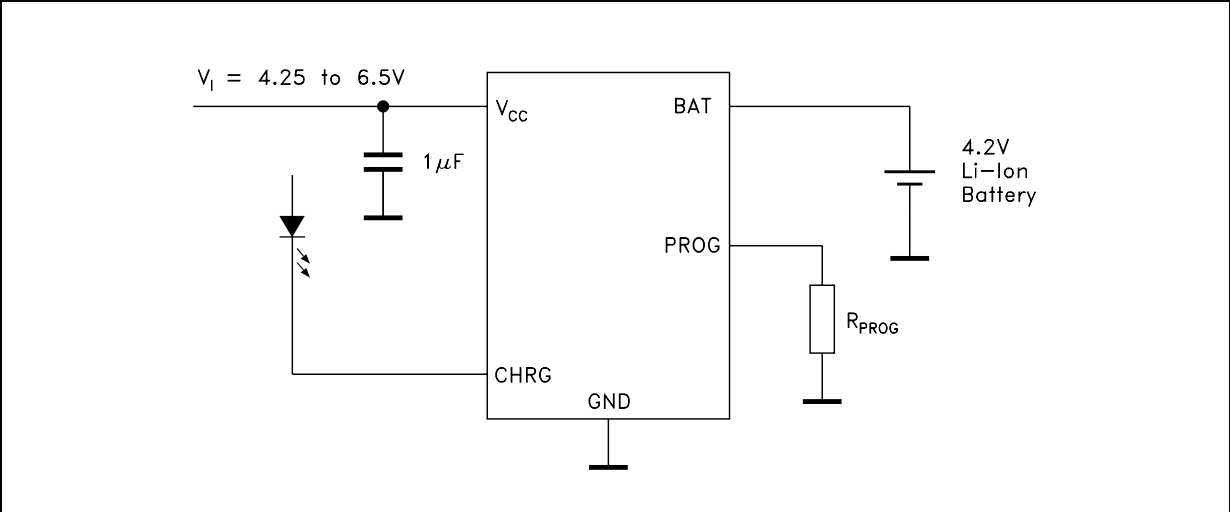 V_I = 4.25 to 6.5V
V_CC
BAT
1μF
4.2V
Li-Ion
Battery
PROG
R_PROG
CHRG
GND